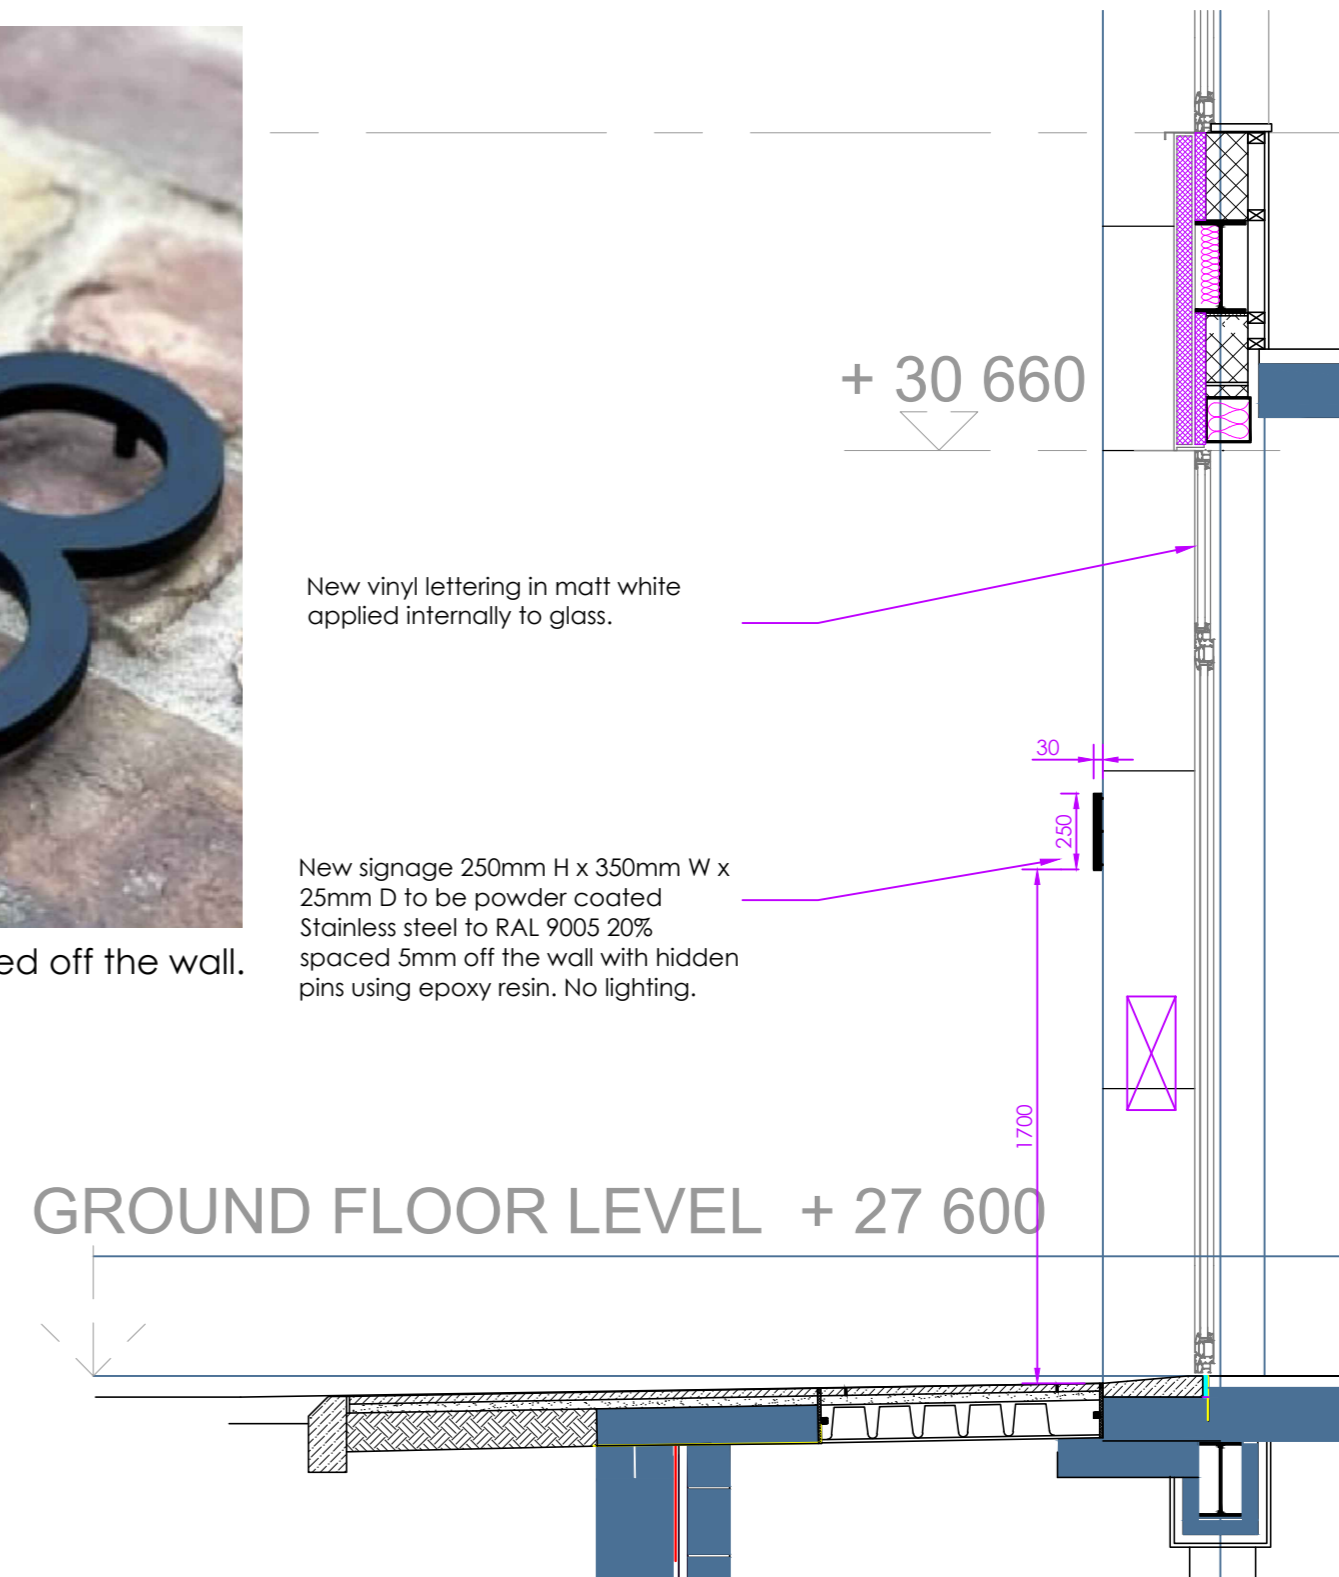 + 30 660
New vinyl lettering in matt white
applied internally to glass.
30
250
New signage 250mm H x 350mm W x
25mm D to be powder coated
Stainless steel to RAL 9005 20%
spaced 5mm off the wall with hidden
pins using epoxy resin. No lighting.
ed off the wall.
1700
GROUND FLOOR LEVEL + 27 600